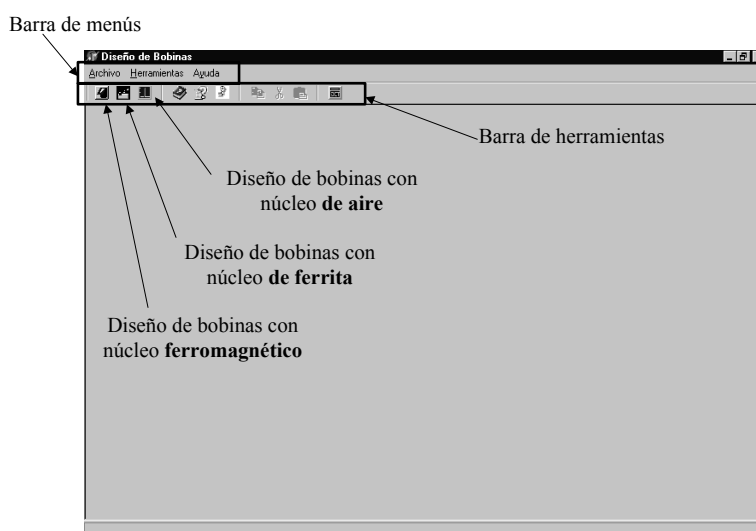 Barra de menús
Diseño de Bobinas
Archivo Herramientas Ayuda
Barra de herramientas
Diseño de bobinas con
núcleo de aire
Diseño de bobinas con
núcleo de ferrita
Diseño de bobinas con
núcleo ferromagnético